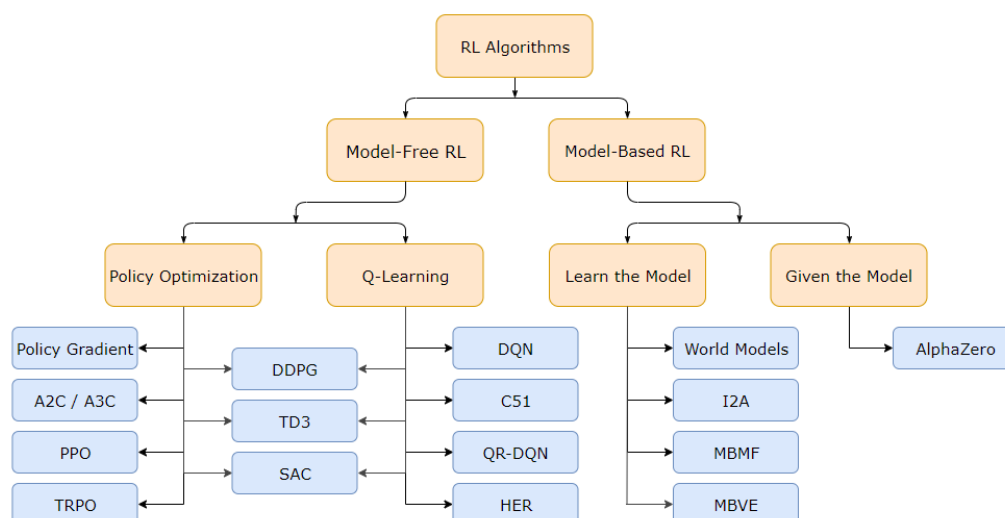 RL Algorithms
Model-Free RL
Model-Based RL
Policy Optimization
Q-Learning
Learn the Model
Given the Model
Policy Gradient
DQN
World Models
AlphaZero
DDPG
A2C / A3C
C51
I2A
TD3
PPO
QR-DQN
MBMF
SAC
TRPO
HER
MBVE